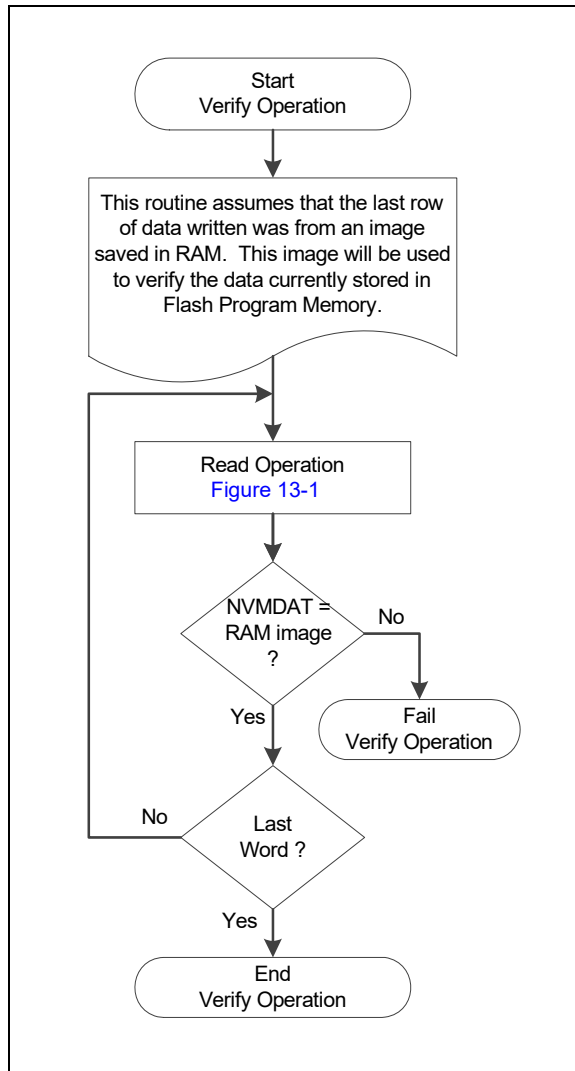 Start
Verify Operation
This routine assumes that the last row
of data written was from an image
saved in RAM.  This image will be used
to verify the data currently stored in
Flash Program Memory.
Read Operation
Figure 13-1
NVMDAT =
RAM image
?
No
Yes
Fail
Verify Operation
No
Last
Word ?
Yes
End
Verify Operation